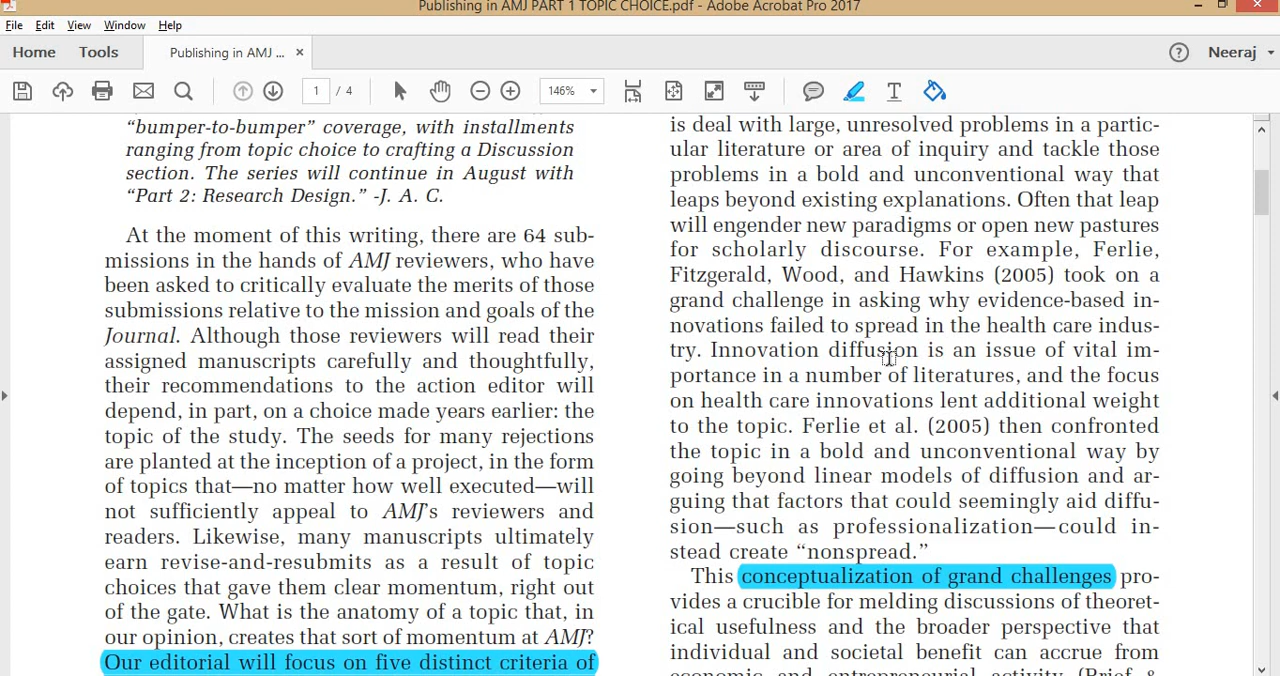 Publishing in AMJ PART 1 TOPIC CHOICE.pdf - Adobe Acrobat Pro 2017
File Edit View Window Help
Home Tools Publishing in AMJ ... × ? Neeraj
1 / 4 146%
“bumper-to-bumper” coverage, with installments
ranging from topic choice to crafting a Discussion
section. The series will continue in August with
“Part 2: Research Design.” -J. A. C.
At the moment of this writing, there are 64 sub-
missions in the hands of AMJ reviewers, who have
been asked to critically evaluate the merits of those
submissions relative to the mission and goals of the
Journal. Although those reviewers will read their
assigned manuscripts carefully and thoughtfully,
their recommendations to the action editor will
depend, in part, on a choice made years earlier: the
topic of the study. The seeds for many rejections
are planted at the inception of a project, in the form
of topics that—no matter how well executed—will
not sufficiently appeal to AMJ’s reviewers and
readers. Likewise, many manuscripts ultimately
earn revise-and-resubmits as a result of topic
choices that gave them clear momentum, right out
of the gate. What is the anatomy of a topic that, in
our opinion, creates that sort of momentum at AMJ?
Our editorial will focus on five distinct criteria of
is deal with large, unresolved problems in a partic-
ular literature or area of inquiry and tackle those
problems in a bold and unconventional way that
leaps beyond existing explanations. Often that leap
will engender new paradigms or open new pastures
for scholarly discourse. For example, Ferlie,
Fitzgerald, Wood, and Hawkins (2005) took on a
grand challenge in asking why evidence-based in-
novations failed to spread in the health care indus-
try. Innovation diffusion is an issue of vital im-
portance in a number of literatures, and the focus
on health care innovations lent additional weight
to the topic. Ferlie et al. (2005) then confronted
the topic in a bold and unconventional way by
going beyond linear models of diffusion and ar-
guing that factors that could seemingly aid diffu-
sion—such as professionalization—could in-
stead create “nonspread.”
This conceptualization of grand challenges pro-
vides a crucible for melding discussions of theoret-
ical usefulness and the broader perspective that
individual and societal benefit can accrue from
economic and entrepreneurial activity (Brief &